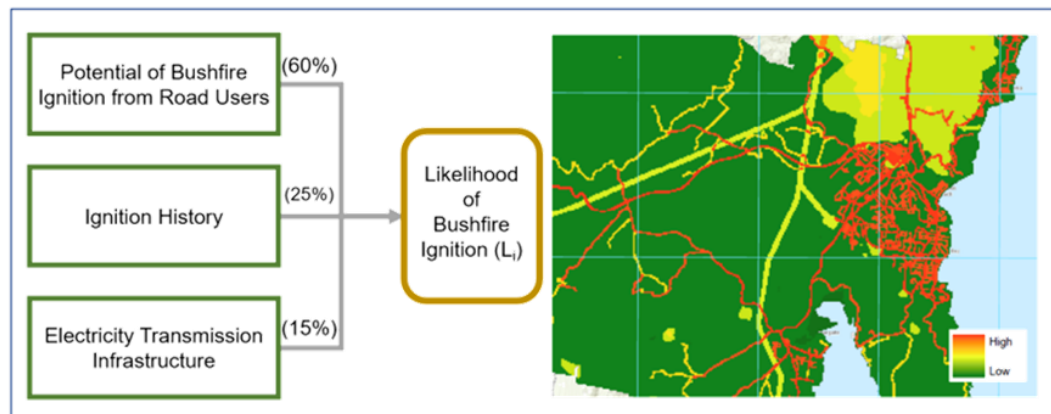 Potential of Bushfire
Ignition from Road Users
(60%)
Ignition History
(25%)
Electricity Transmission
Infrastructure
(15%)
Likelihood
of
Bushfire
Ignition (Li)
High
Low